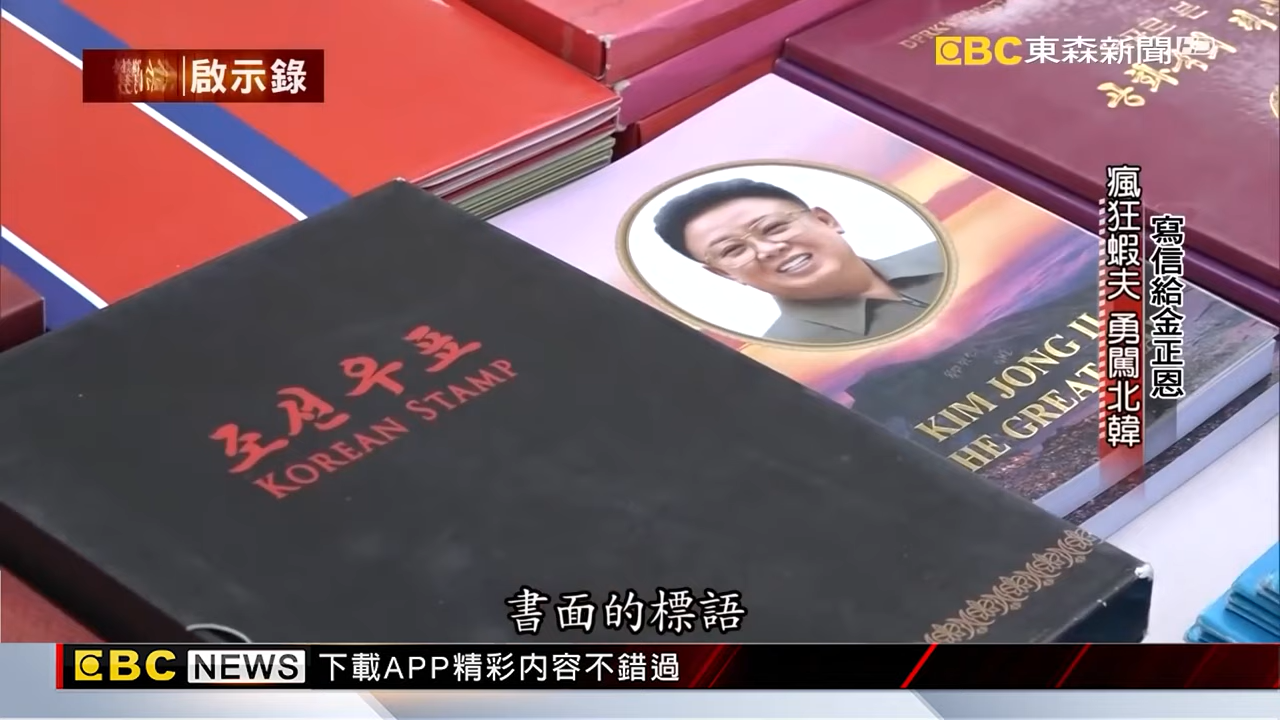 啟示錄
EBC東森新聞
寫信給金正恩
瘋狂蝦夫 勇闖北韓
조선우표
KOREAN STAMP
KIM JONG IL
THE GREAT
書面的標語
EBC NEWS 下載APP精彩內容不錯過